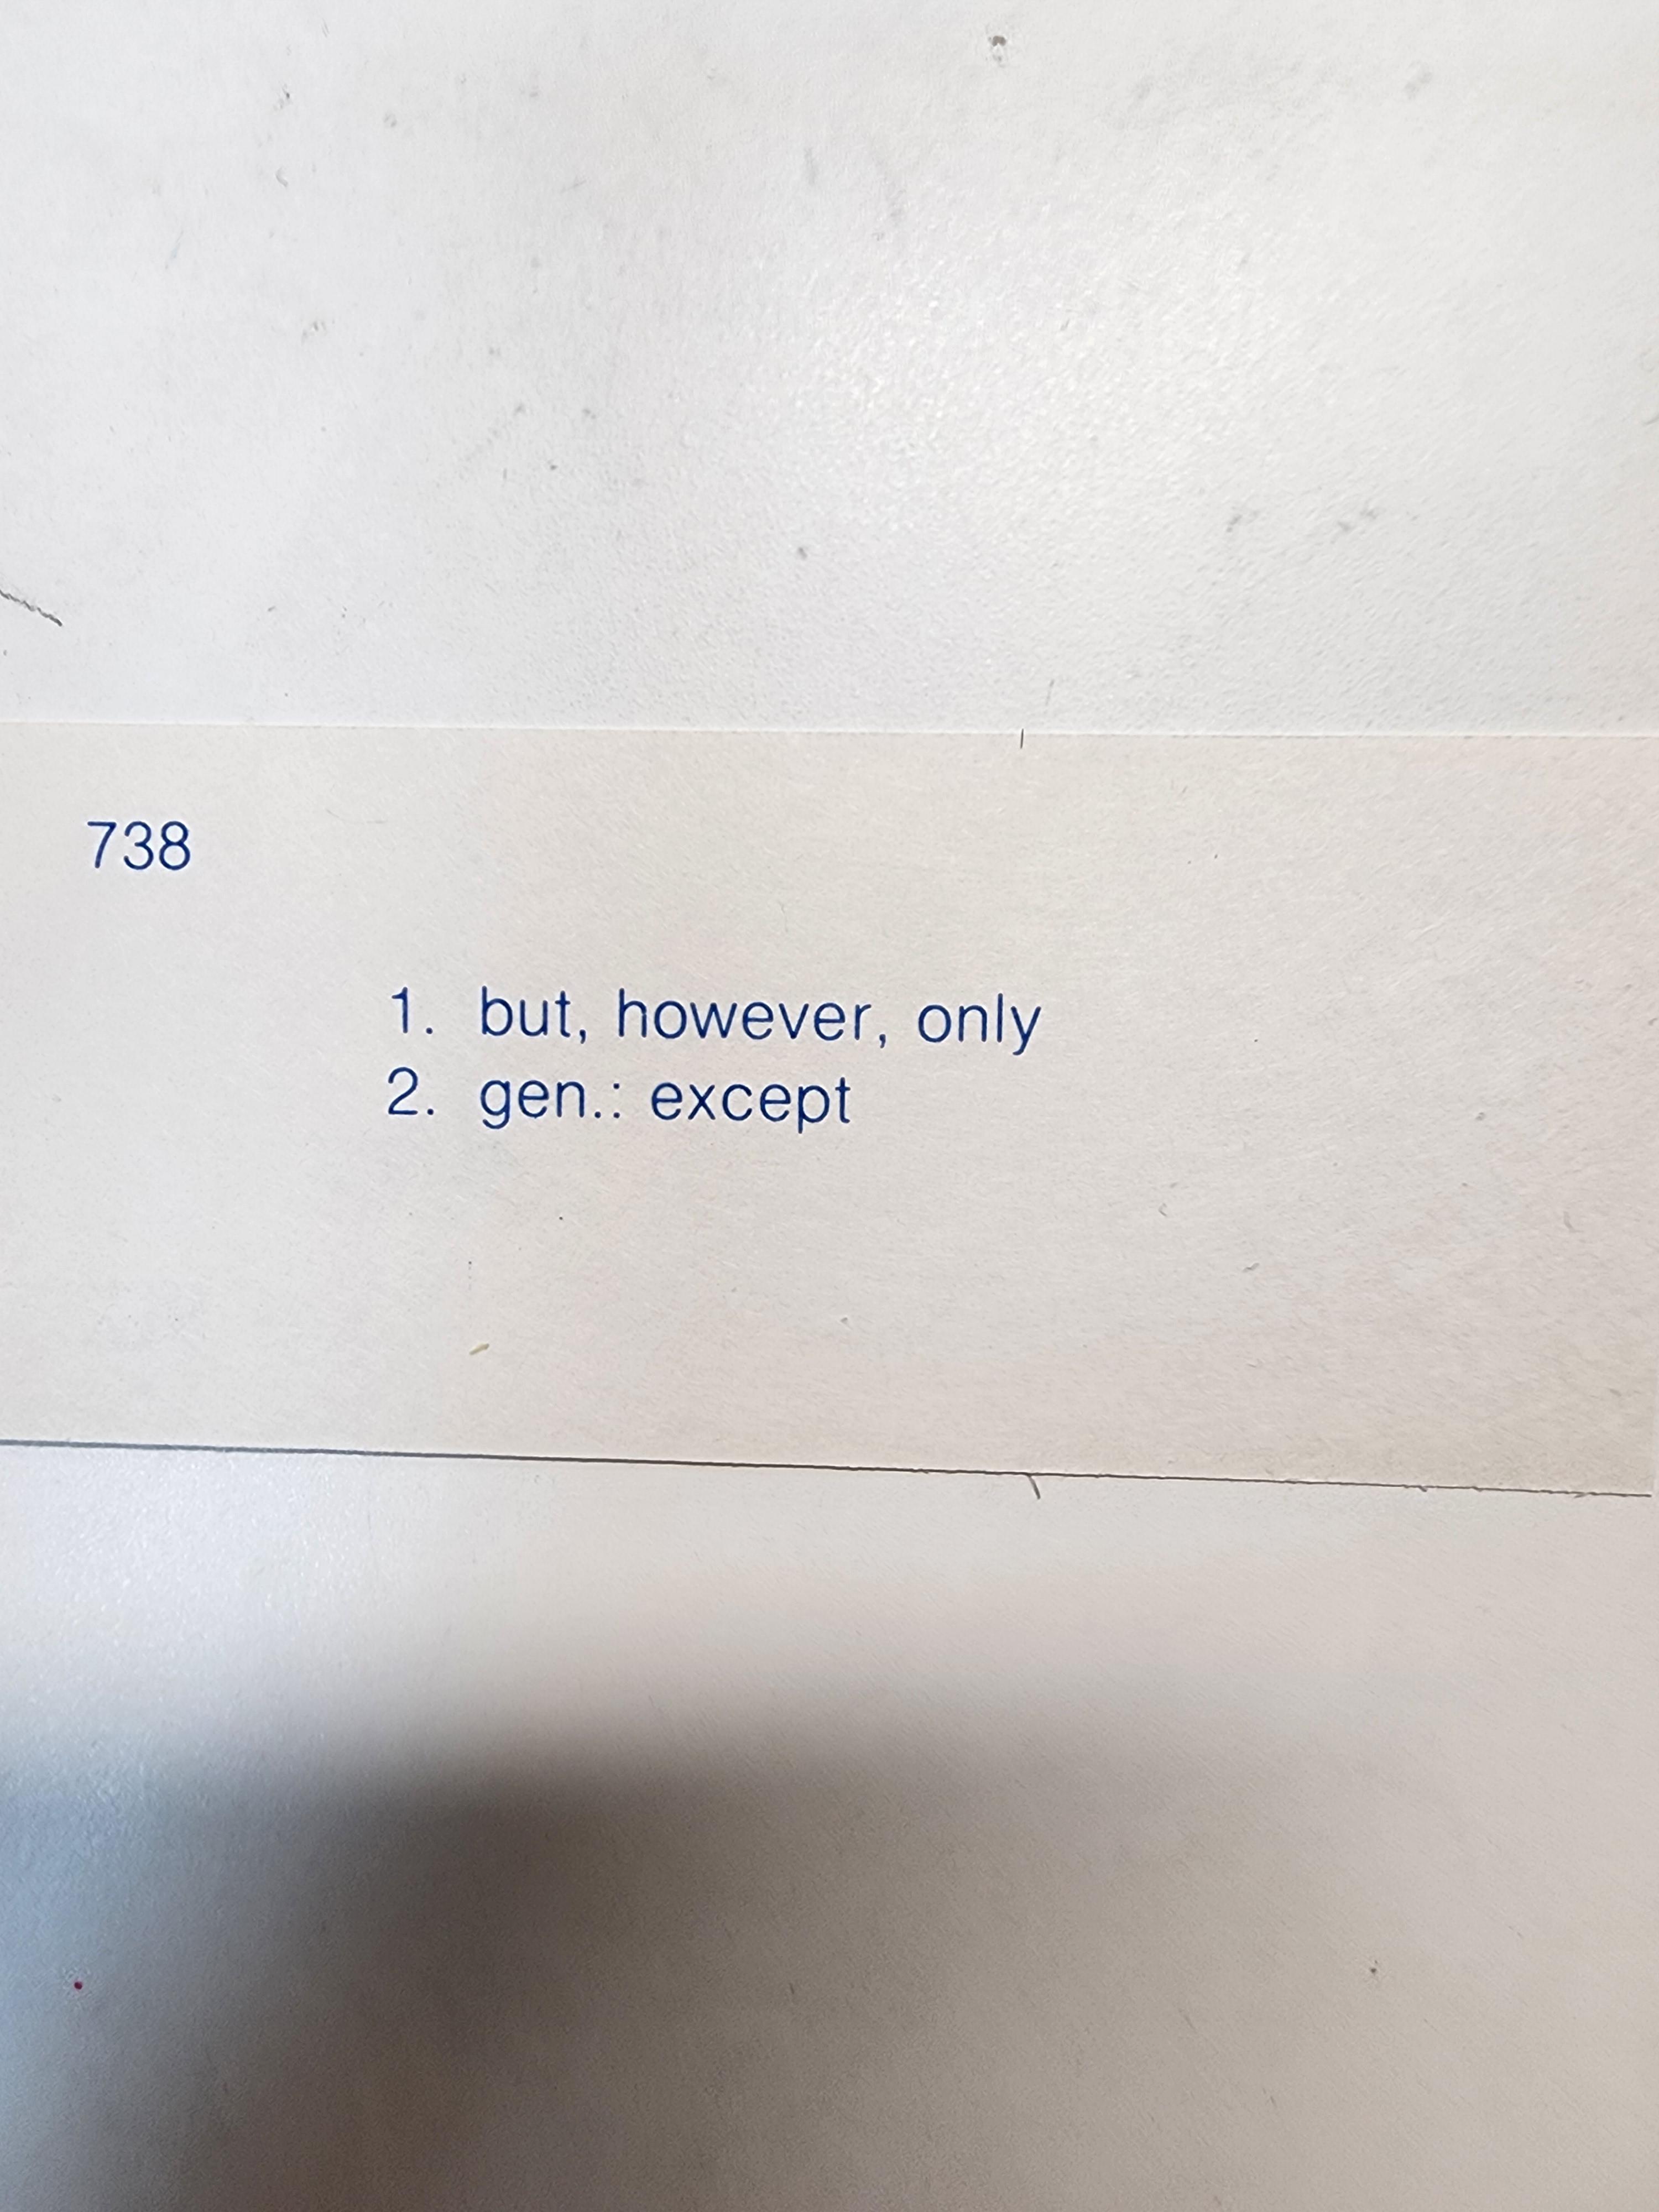 738
1. but, however, only
2. gen.: except